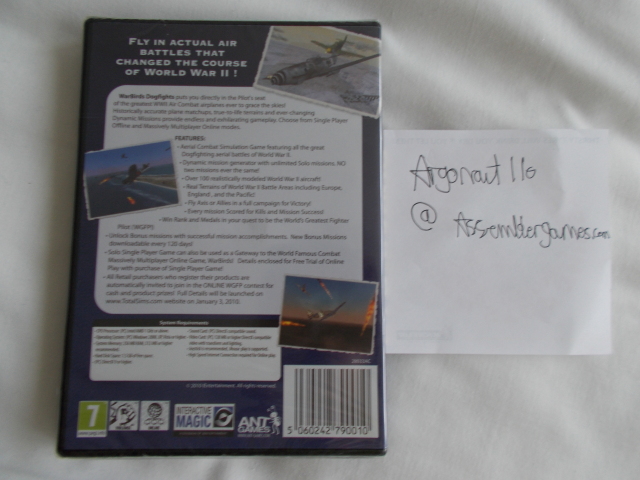 FLY IN ACTUAL AIR
BATTLES THAT
CHANGED THE COURSE
OF WORLD WAR II !
WarBirds Dogfights puts you directly in the Pilot's seat
of the greatest WWII Air Combat airplanes ever to grace the skies!
Historically accurate plane matchups, true-to-life terrains and ever changing
Dynamic Missions provide endless and exhilarating gameplay. Choose from Single Player
Offline and Massively Multiplayer Online modes.
FEATURES:
• Aerial Combat Simulation Game featuring all the great
Dogfighting aerial battles of World War II.
• Dynamic mission generator with unlimited Solo missions. NO
two missions ever the same!
• Over 100 realistically modeled World War II aircraft!
• Real Terrains of World War II Battle Areas including Europe,
England, and the Pacific!
• Fly Axis or Allies in a full campaign for Victory!
• Every mission Scored for Kills and Mission Success!
• Win Rank and Medals in your quest to be the World's Greatest Fighter
Pilot (WGFP)!
• Unlock Bonus missions with successful mission accomplishments. New Bonus Missions
downloadable every 120 days!
• Solo Single Player Game can also be used as a Gateway to the World Famous Combat
Massively Multiplayer Online Game, WarBirds! Details enclosed for Free Trial of Online
Play with purchase of Single Player Game!
• All Retail purchasers who register their products are
automatically invited to join in the ONLINE WGFP contest for
cash and product prizes! Full Details will be launched on
www.TotalSims.com website on January 3, 2010.
System Requirements
© 2010 iEntertainment. All rights reserved.
7
INTERACTIVE
MAGIC
ANT
GAMES
5 060242 790010
Argonaut 116
@ Assemblergames.com